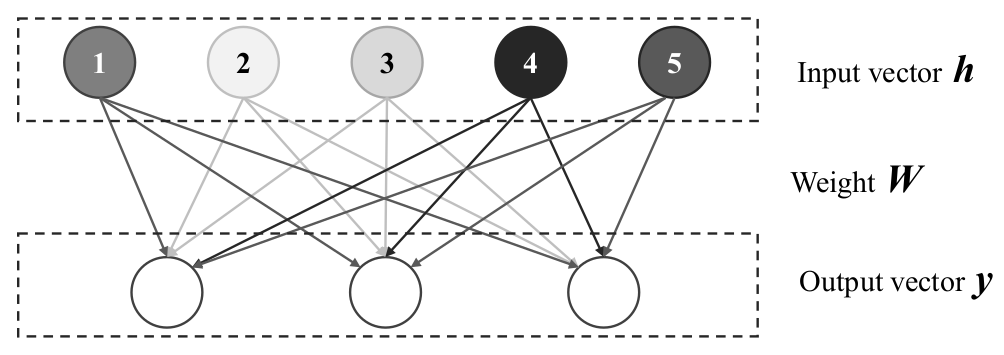 1 2 3 4 5
Input vector h
Weight W
Output vector y